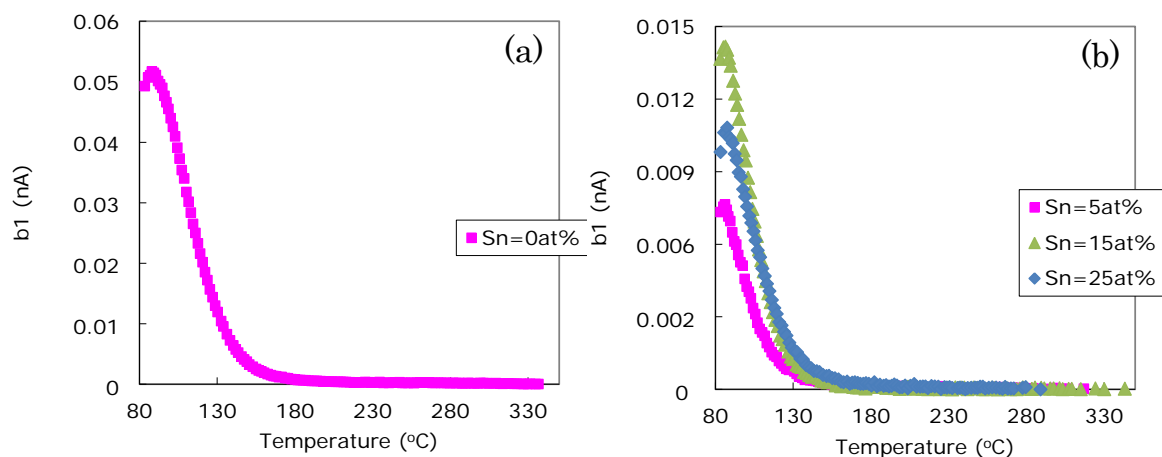 (a)
0.06
0.05
0.04
0.03
0.02
0.01
0
b1 (nA)
80 130 180 230 280 330
Temperature (°C)
Sn=0at%
(b)
0.015
0.012
0.009
0.006
0.002
0
b1 (nA)
80 130 180 230 280 330
Temperature (°C)
Sn=5at%
Sn=15at%
Sn=25at%